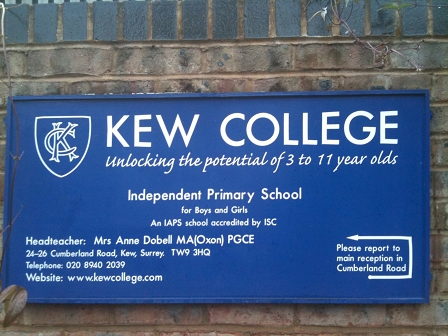 KEW COLLEGE
Unlocking the potential of 3 to 11 year olds
Independent Primary School
for Boys and Girls
An IAPS school accredited by ISC
Headteacher: Mrs Anne Dobell MA(Oxon) PGCE
24-26 Cumberland Road, Kew, Surrey. TW9 3HQ
Telephone: 020 8940 2039
Website: www.kewcollege.com
Please report to
main reception in
Cumberland Road